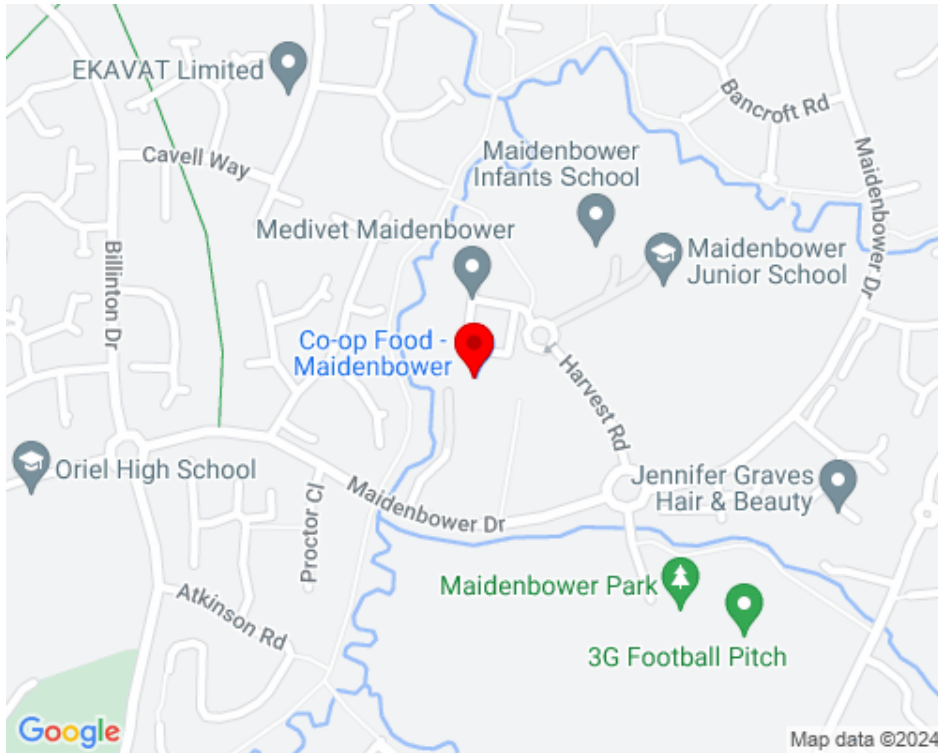 EKAVAT Limited
Cavell Way
Bancroft Rd
Maidenbower
Infants School
Maidenbower Dr
Medivet Maidenbower
Maidenbower
Junior School
Billinton Dr
Co-op Food -
Maidenbower
Harvest Rd
Oriel High School
Proctor Cl
Maidenbower Dr
Jennifer Graves
Hair & Beauty
Atkinson Rd
Maidenbower Park
3G Football Pitch
Google
Map data ©2024